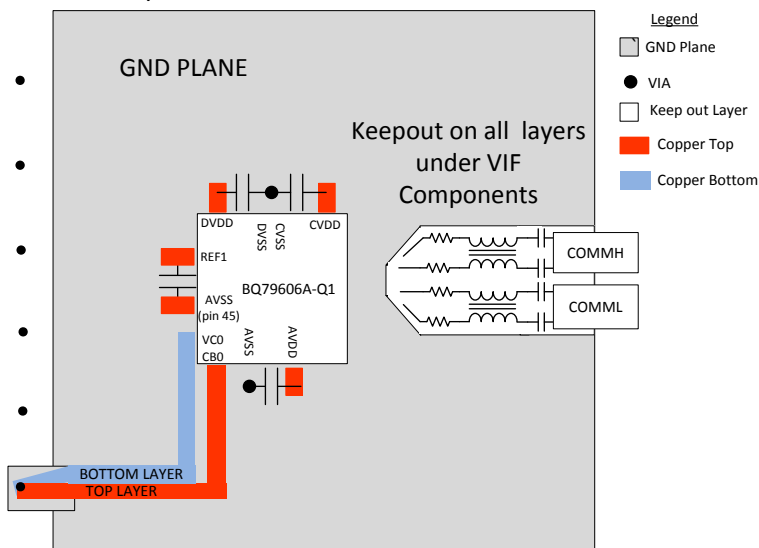 Legend
GND Plane
VIA
Keep out Layer
Copper Top
Copper Bottom
GND PLANE
Keepout on all layers
under VIF
Components
DVDD
DVSS
CVSS
CVDD
REF1
BQ79606A-Q1
AVSS
(pin 45)
VC0
CB0
AVSS
AVDD
COMMH
COMML
BOTTOM LAYER
TOP LAYER